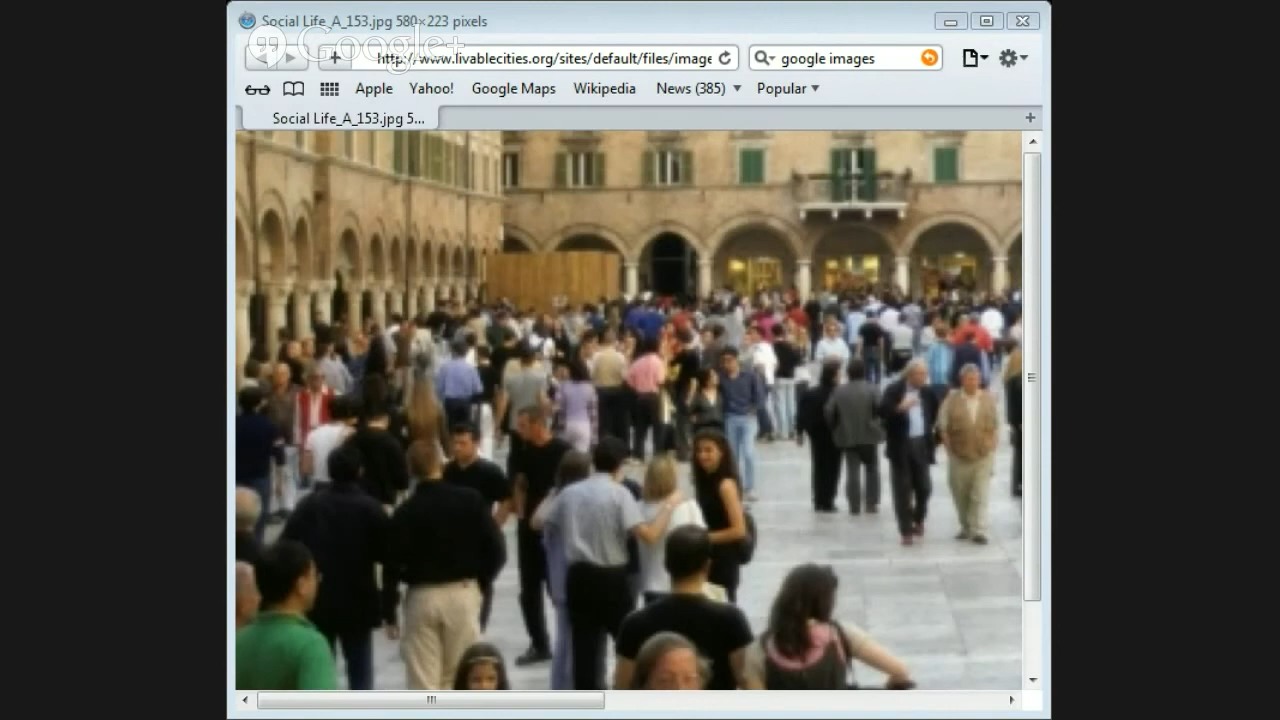 Social Life_A_153.jpg 580×223 pixels
Google+
http://www.livablecities.org/sites/default/files/image
google images
Apple Yahoo! Google Maps Wikipedia News (385) Popular
Social Life_A_153.jpg 5...